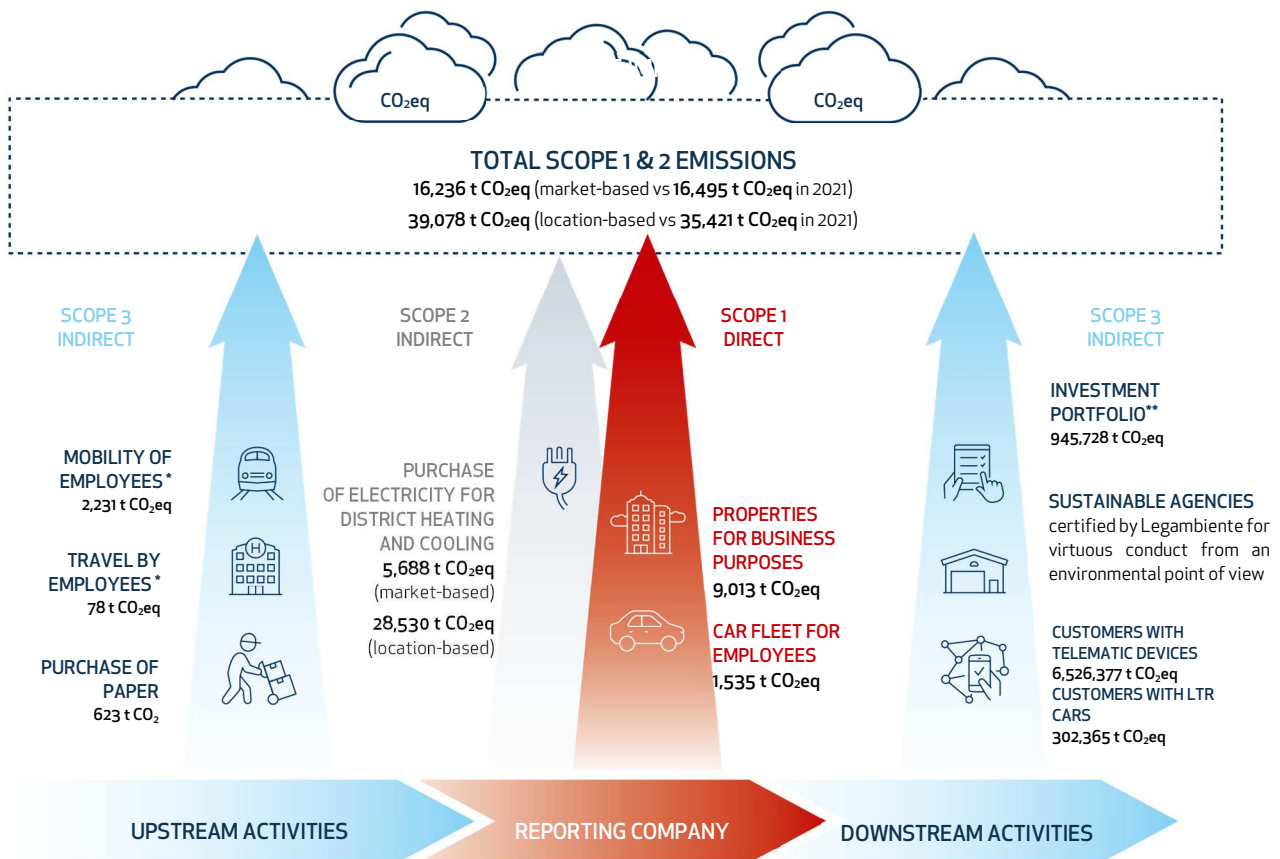 CO₂eq
CO₂eq
TOTAL SCOPE 1 & 2 EMISSIONS
16,236 t CO₂eq (market-based vs 16,495 t CO₂eq in 2021)
39,078 t CO₂eq (location-based vs 35,421 t CO₂eq in 2021)
SCOPE 3
INDIRECT
MOBILITY OF
EMPLOYEES *
2,231 t CO₂eq
TRAVEL BY
EMPLOYEES *
78 t CO₂eq
PURCHASE OF
PAPER
623 t CO₂
H
SCOPE 2
INDIRECT
PURCHASE
OF ELECTRICITY FOR
DISTRICT HEATING
AND COOLING
5,688 t CO₂eq
(market-based)
28,530 t CO₂eq
(location-based)
SCOPE 1
DIRECT
PROPERTIES
FOR BUSINESS
PURPOSES
9,013 t CO₂eq
CAR FLEET FOR
EMPLOYEES
1,535 t CO₂eq
SCOPE 3
INDIRECT
INVESTMENT
PORTFOLIO**
945,728 t CO₂eq
SUSTAINABLE AGENCIES
certified by Legambiente for
virtuous conduct from an
environmental point of view
CUSTOMERS WITH
TELEMATIC DEVICES
6,526,377 t CO₂eq
CUSTOMERS WITH LTR
CARS
302,365 t CO₂eq
UPSTREAM ACTIVITIES
REPORTING COMPANY
DOWNSTREAM ACTIVITIES